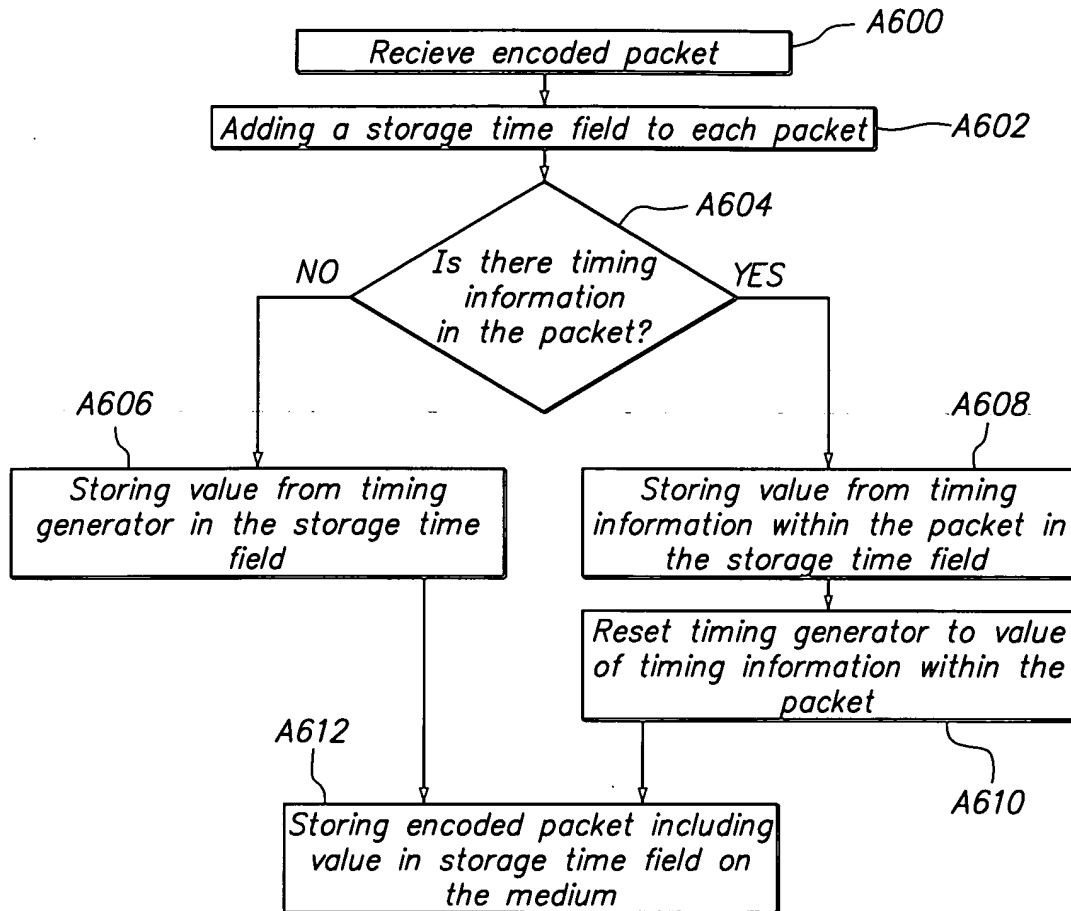 A600
Recieve encoded packet
Adding a storage time field to each packet
A602
A604
Is there timing
information
in the packet?
NO
YES
A606
A608
Storing value from timing
generator in the storage time
field
Storing value from timing
information within the packet in
the storage time field
Reset timing generator to value
of timing information within the
packet
A610
A612
Storing encoded packet including
value in storage time field on
the medium